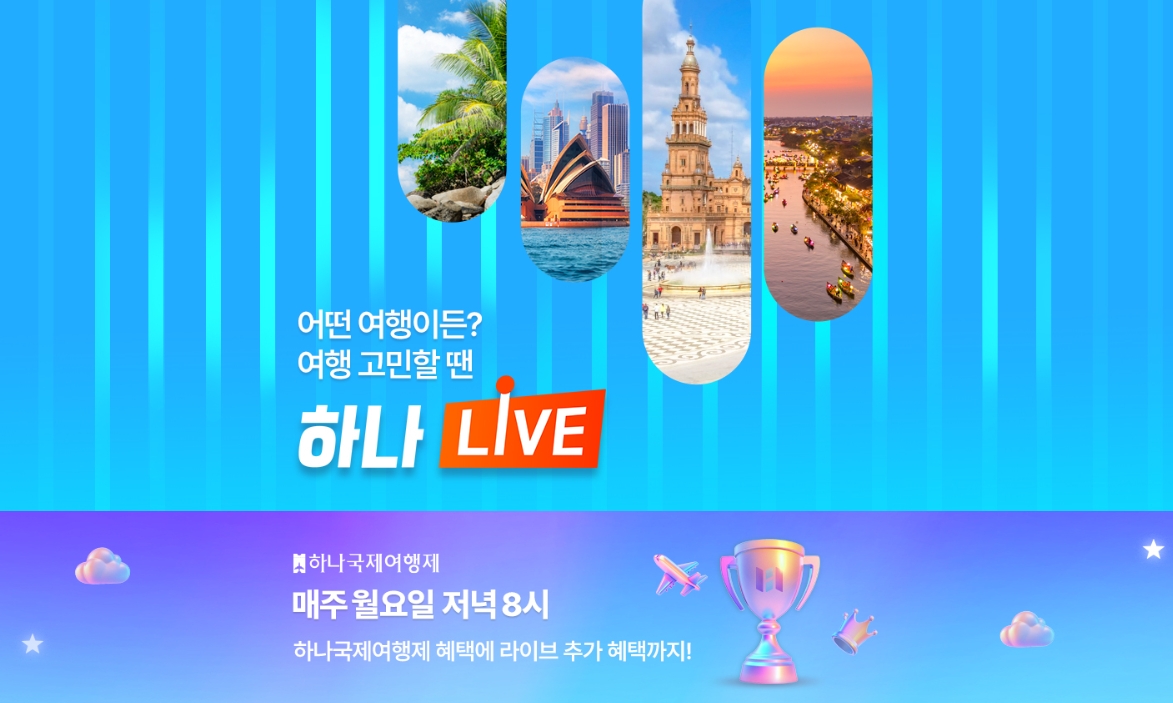 어떤 여행이든?
여행 고민할 땐
하나 LIVE
하나국제여행제
매주 월요일 저녁 8시
하나국제여행제 혜택에 라이브 추가 혜택까지!